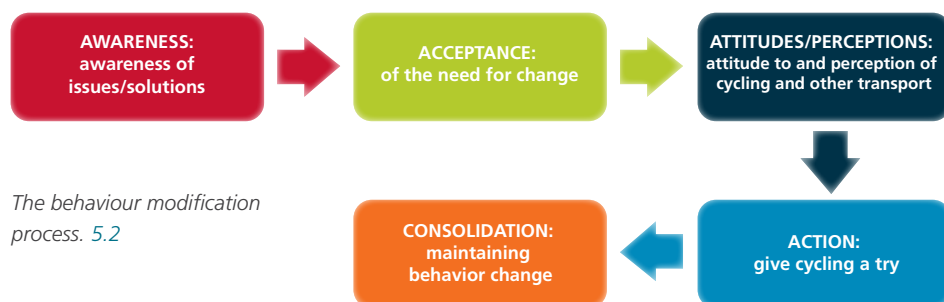 AWARENESS:
awareness of
issues/solutions
ACCEPTANCE:
of the need for change
ATTITUDES/PERCEPTIONS:
attitude to and perception of
cycling and other transport
ACTION:
give cycling a try
CONSOLIDATION:
maintaining
behavior change
The behaviour modification
process. 5.2